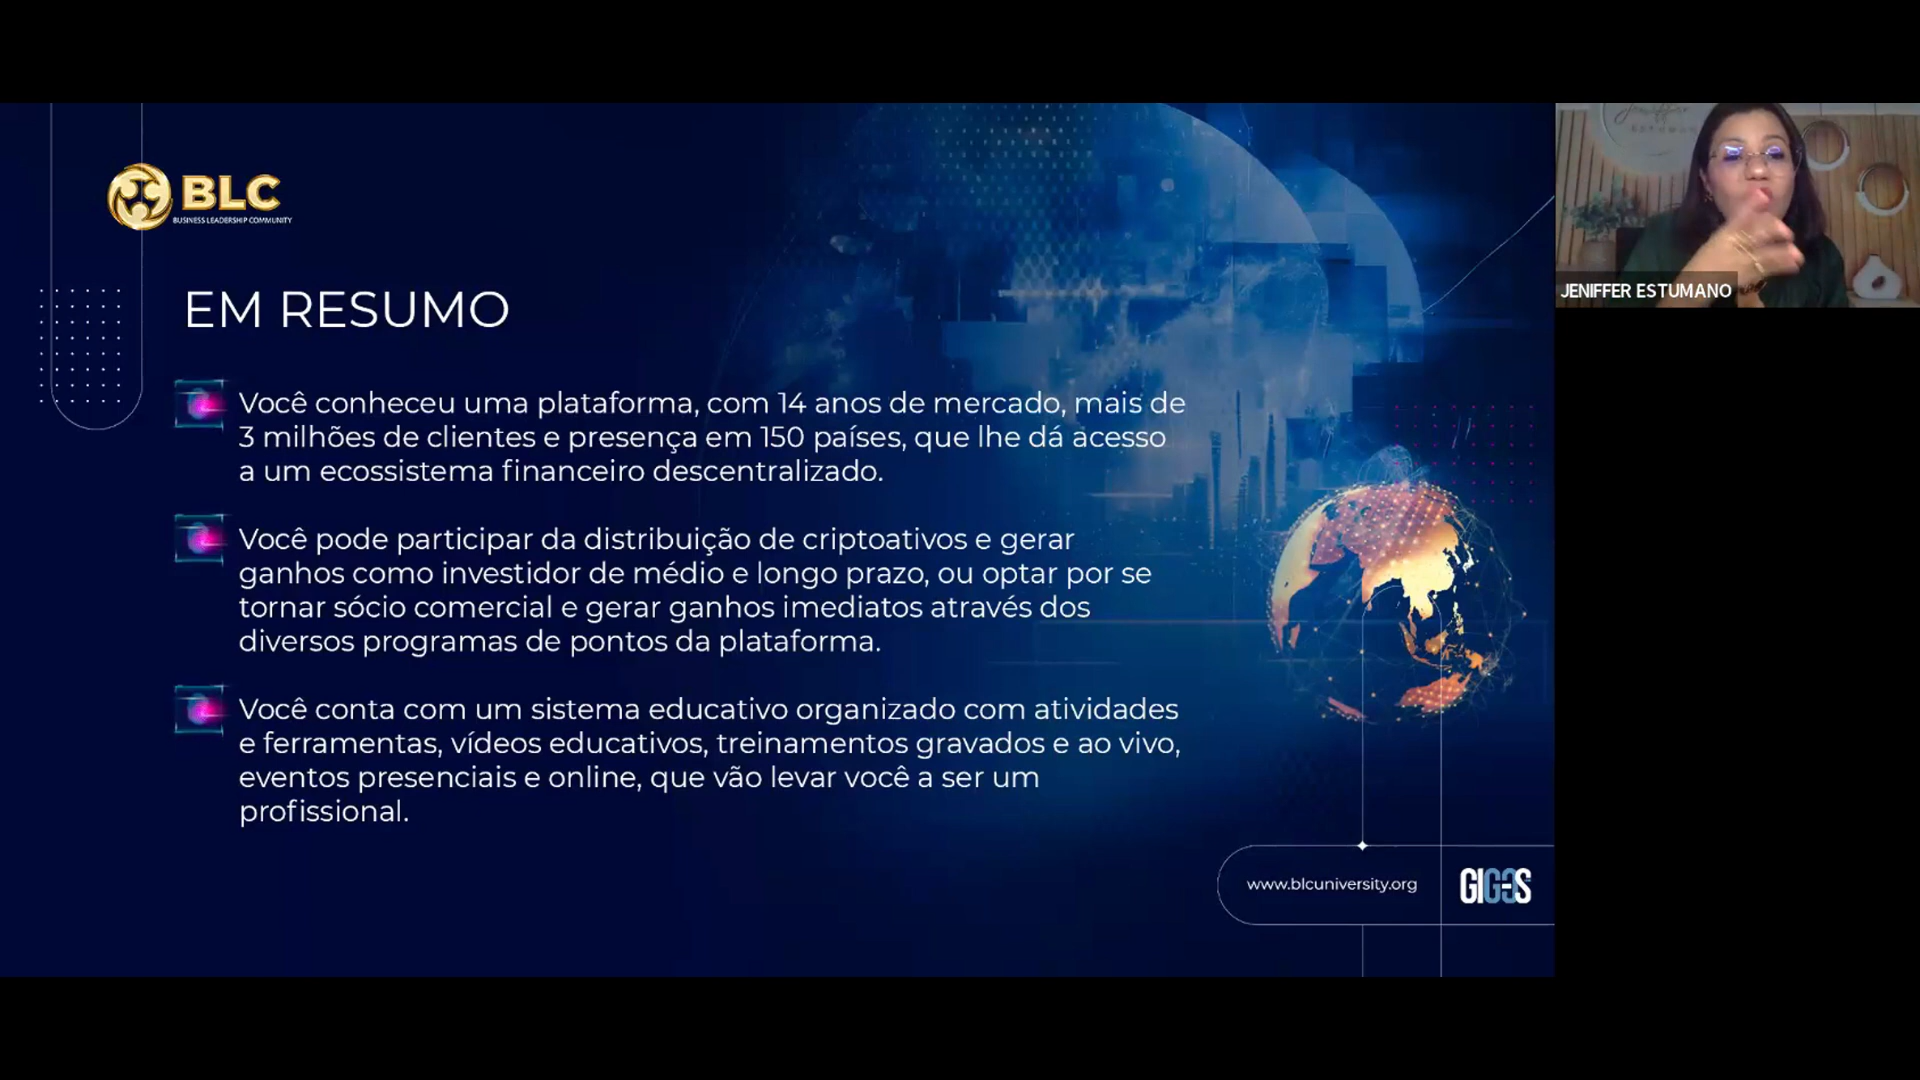 BLC
BUSINESS LEADERSHIP COMMUNITY
EM RESUMO
Você conheceu uma plataforma, com 14 anos de mercado, mais de
3 milhões de clientes e presença em 150 países, que lhe dá acesso
a um ecossistema financeiro descentralizado.
Você pode participar da distribuição de criptoativos e gerar
ganhos como investidor de médio e longo prazo, ou optar por se
tornar sócio comercial e gerar ganhos imediatos através dos
diversos programas de pontos da plataforma.
Você conta com um sistema educativo organizado com atividades
e ferramentas, vídeos educativos, treinamentos gravados e ao vivo,
eventos presenciais e online, que vão levar você a ser um
profissional.
www.blcuniversity.org
JENIFFER ESTUMANO